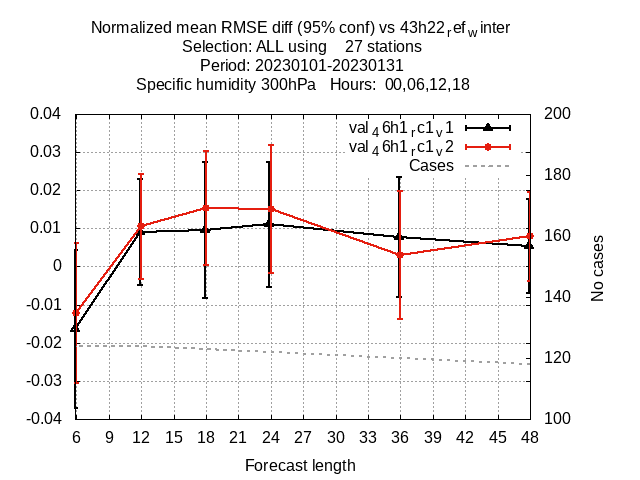 Normalized mean RMSE diff (95% conf) vs 43h22refwinter
Selection: ALL using 27 stations
Period: 20230101-20230131
Specific humidity 300hPa Hours: 00,06,12,18
0.04 200
val46h1rc1v1
val46h1rc1v2
Cases
0.03
0.02 180
0.01 160
0
No cases
-0.01 140
-0.02 120
-0.03
-0.04 100
6 9 12 15 18 21 24 27 30 33 36 39 42 45 48
Forecast length